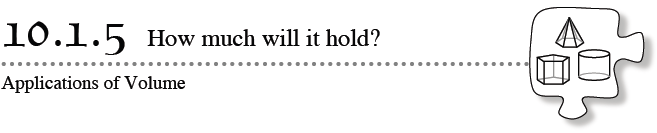 10.1.5 How much will it hold?
Applications of Volume